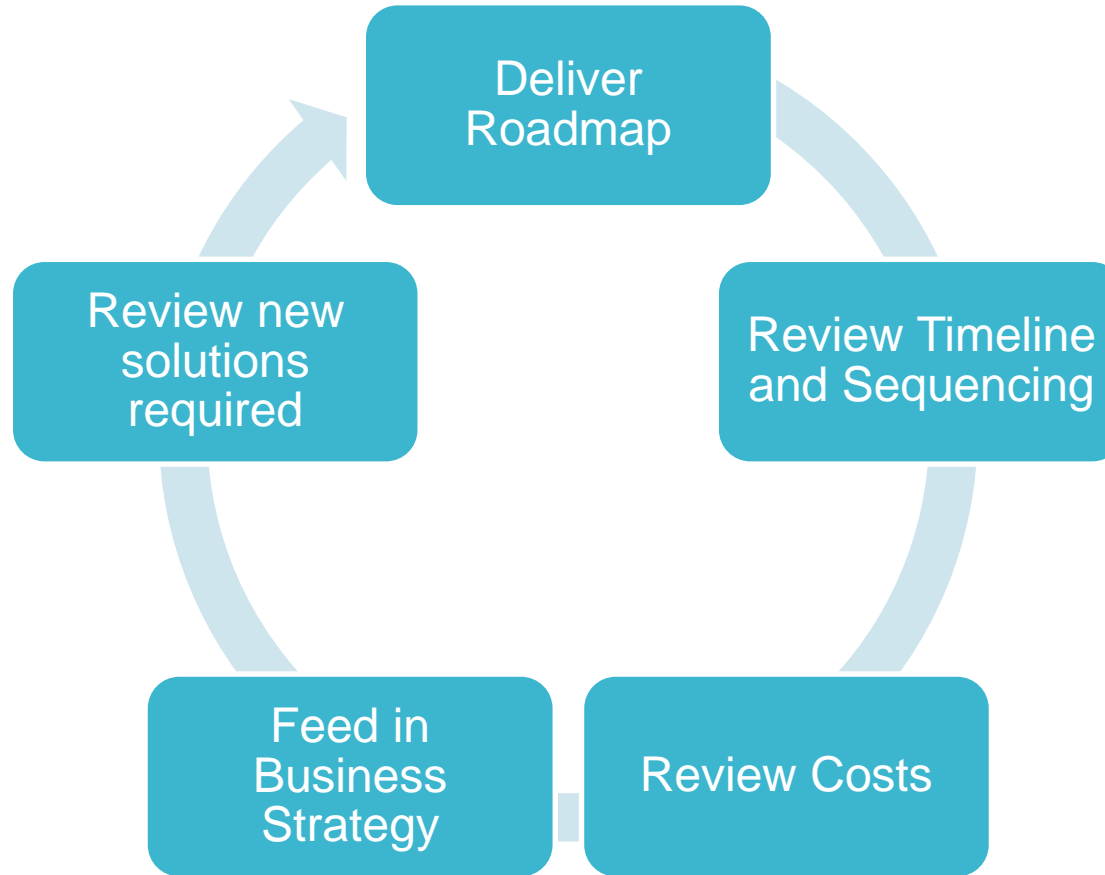 Deliver
Roadmap
Review Timeline
and Sequencing
Review Costs
Feed in
Business
Strategy
Review new
solutions
required